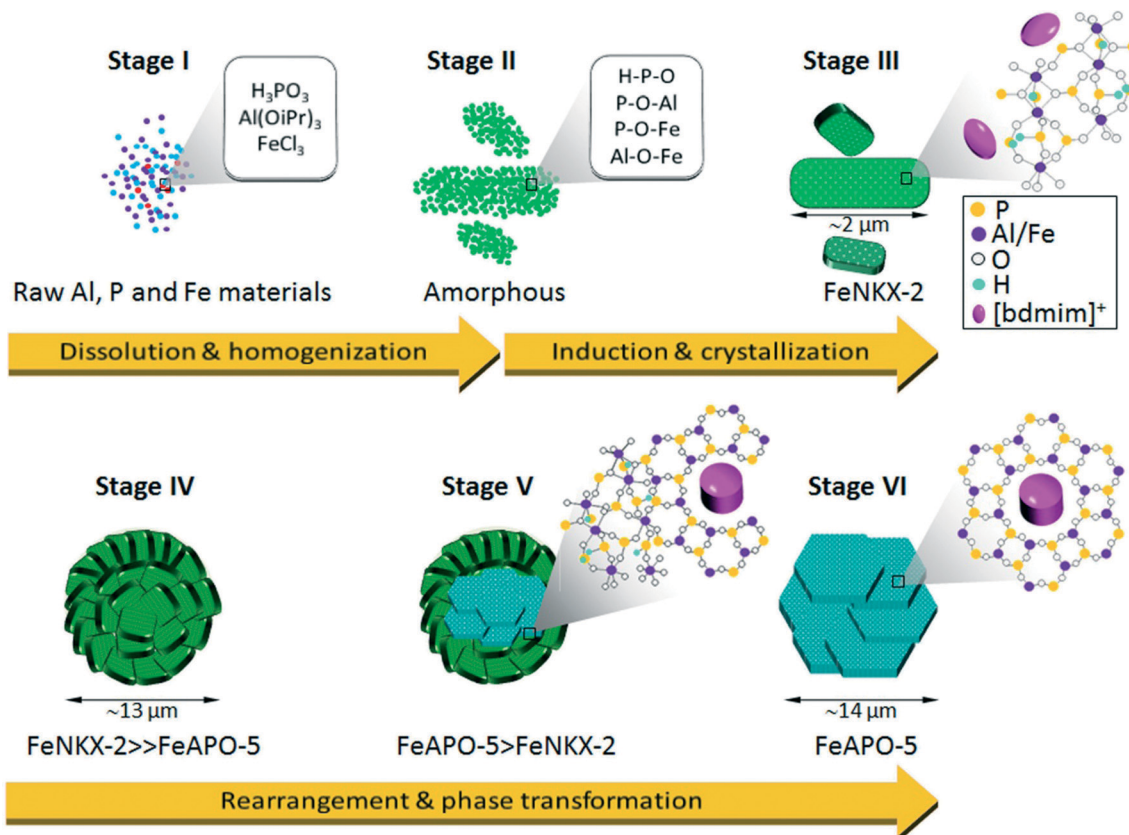 Stage I
H₃PO₃
Al(OiPr)₃
FeCl₃
Stage II
H-P-O
P-O-Al
P-O-Fe
Al-O-Fe
Stage III
~2 µm
P
Al/Fe
O
H
[bdmim]⁺
Raw Al, P and Fe materials
Amorphous
FeNKX-2
Dissolution & homogenization
Induction & crystallization
Stage IV
Stage V
Stage VI
~13 µm
~14 µm
FeNKX-2>>FeAPO-5
FeAPO-5>FeNKX-2
FeAPO-5
Rearrangement & phase transformation